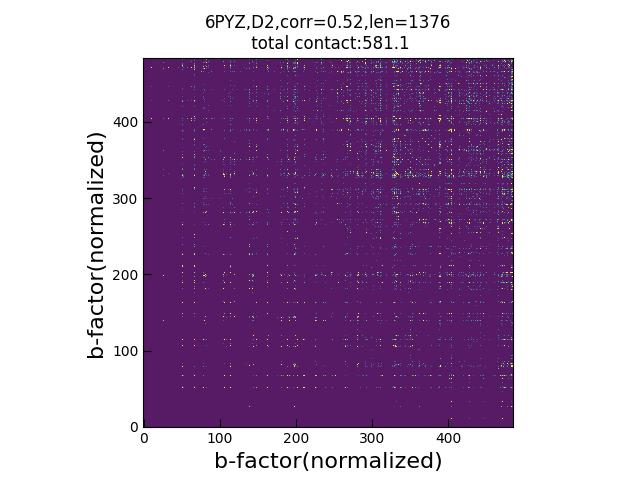 6PYZ,D2,corr=0.52,len=1376
total contact:581.1
b-factor(normalized)
400
300
200
100
0
0 100 200 300 400
b-factor(normalized)